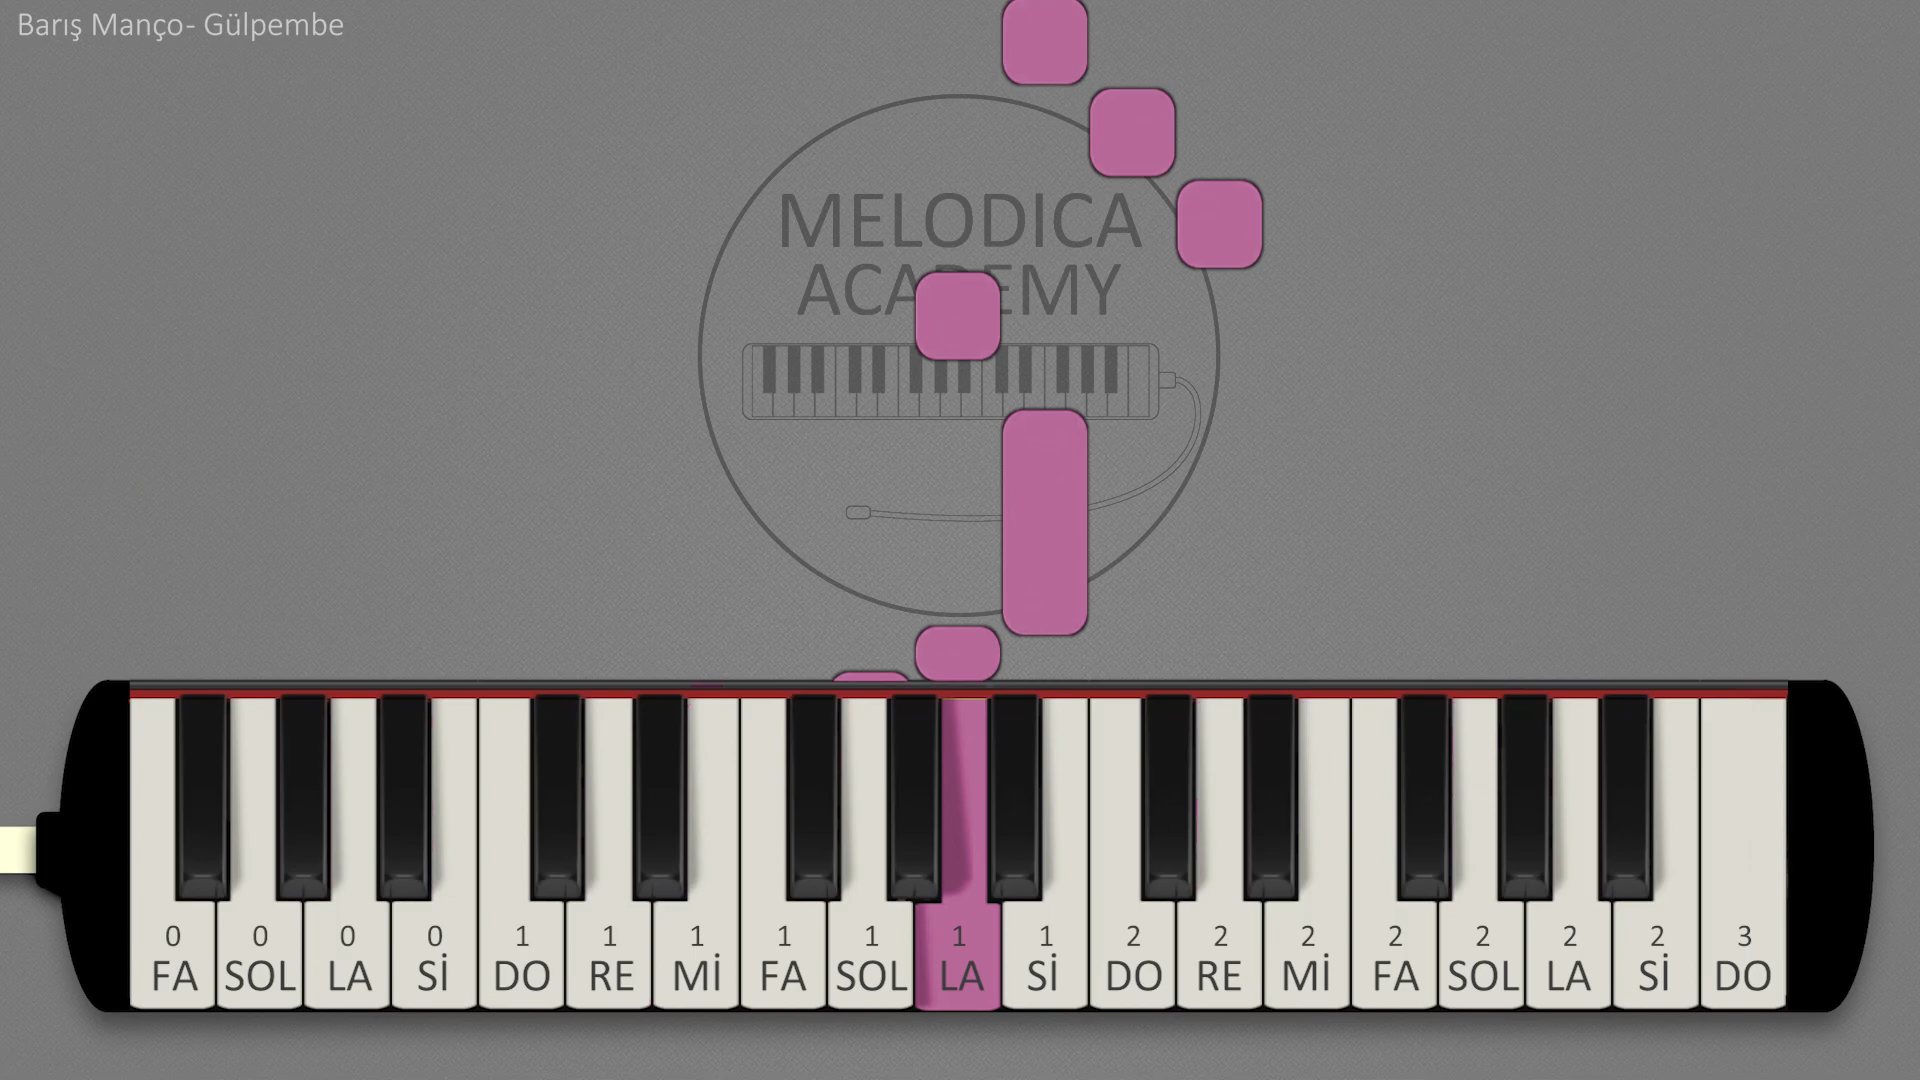 Barış Manço- Gülpembe
MELODICA
0 0 0 0 1 1 1 1 1 1 1 2 2 2 2 2 2 2 3
FA SOL LA Sİ DO RE Mİ FA SOL LA Sİ DO RE Mİ FA SOL LA Sİ DO